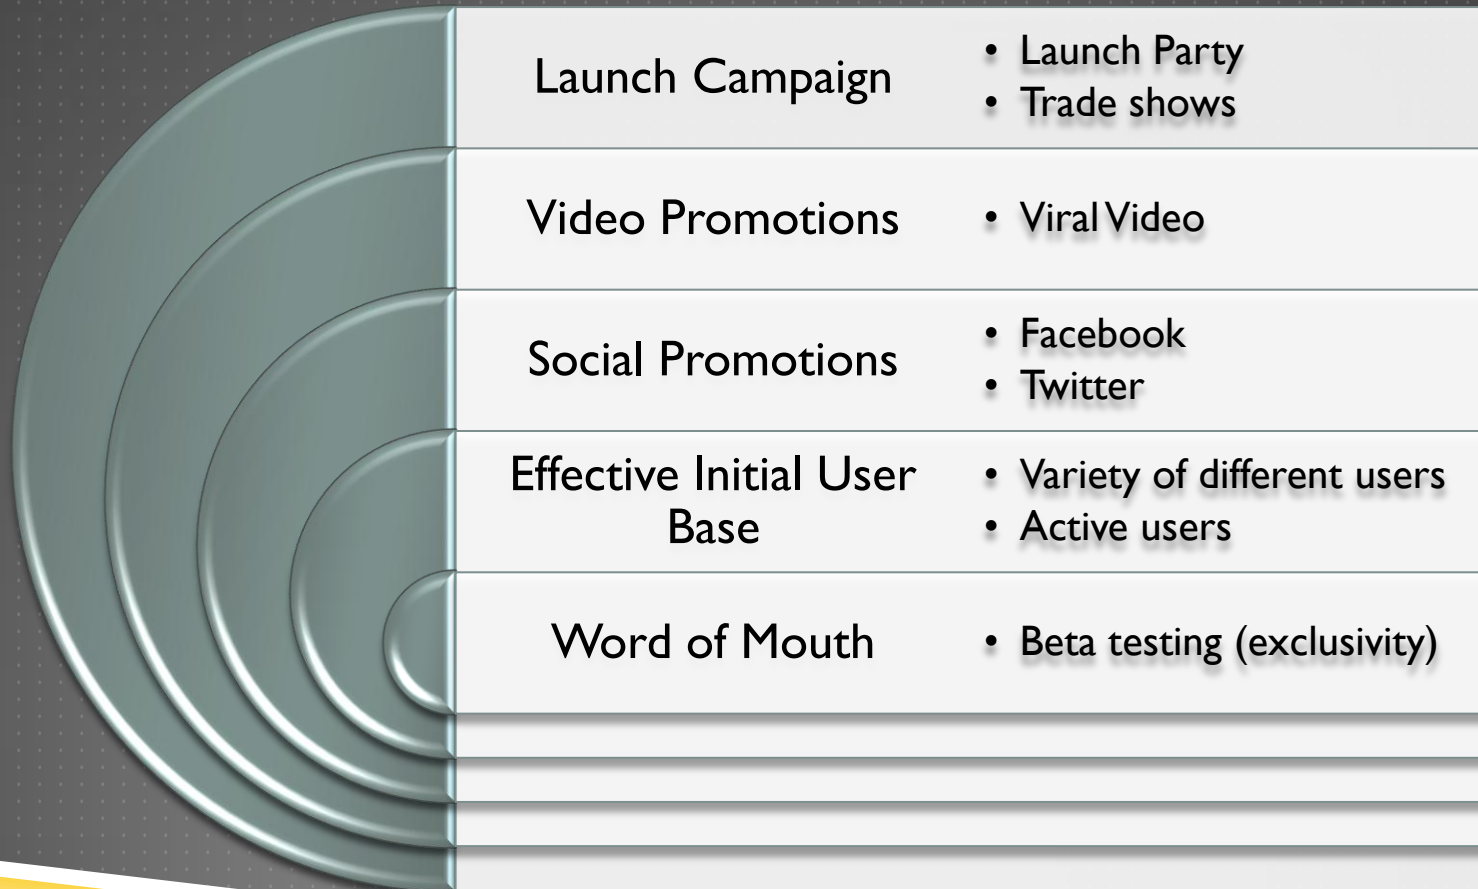 Launch Campaign
• Launch Party
• Trade shows
Video Promotions
• Viral Video
Social Promotions
• Facebook
• Twitter
Effective Initial User
Base
• Variety of different users
• Active users
Word of Mouth
• Beta testing (exclusivity)